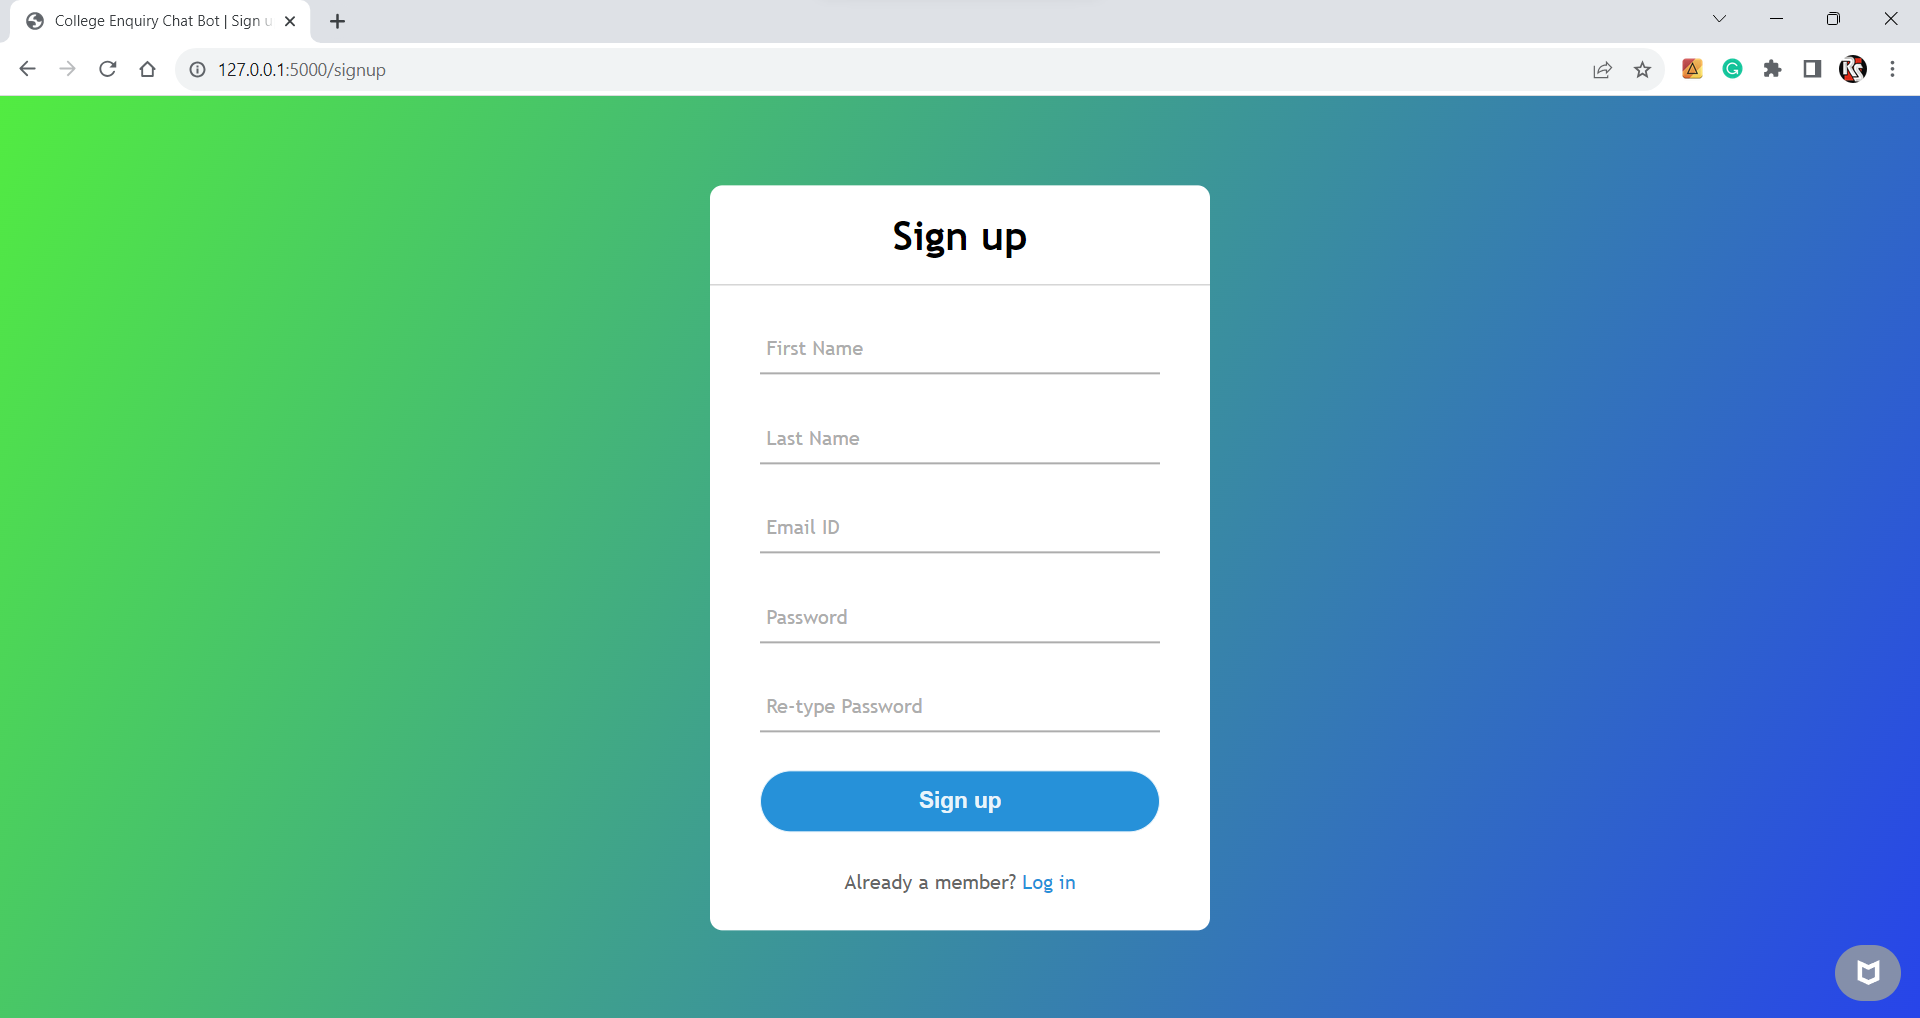 College Enquiry Chat Bot | Sign u
127.0.0.1:5000/signup
Sign up
First Name
Last Name
Email ID
Password
Re-type Password
Sign up
Already a member? Log in